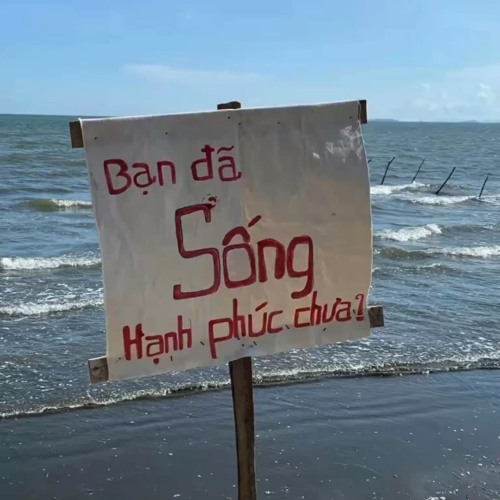 Bạn đã
Sống
Hạnh phúc chưa?